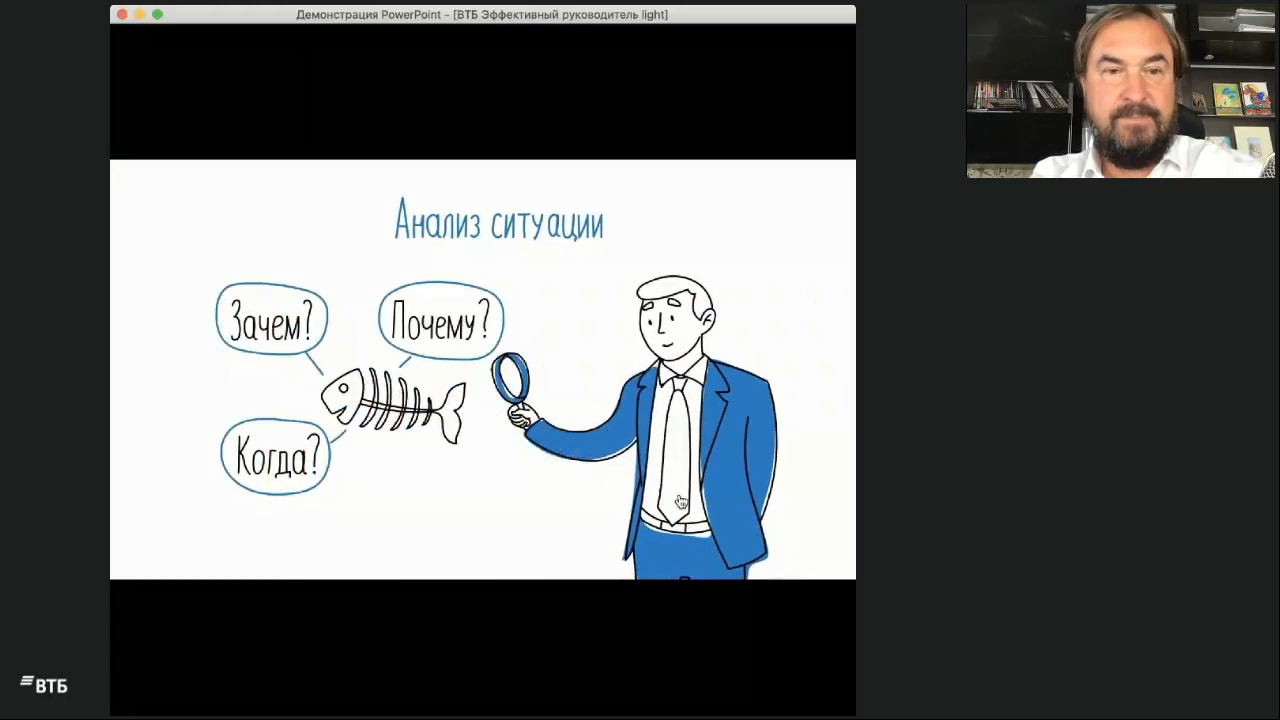 Демонстрация PowerPoint - [ВТБ Эффективный руководитель light]
Анализ ситуации
Зачем?
Почему?
Когда?
ВТБ